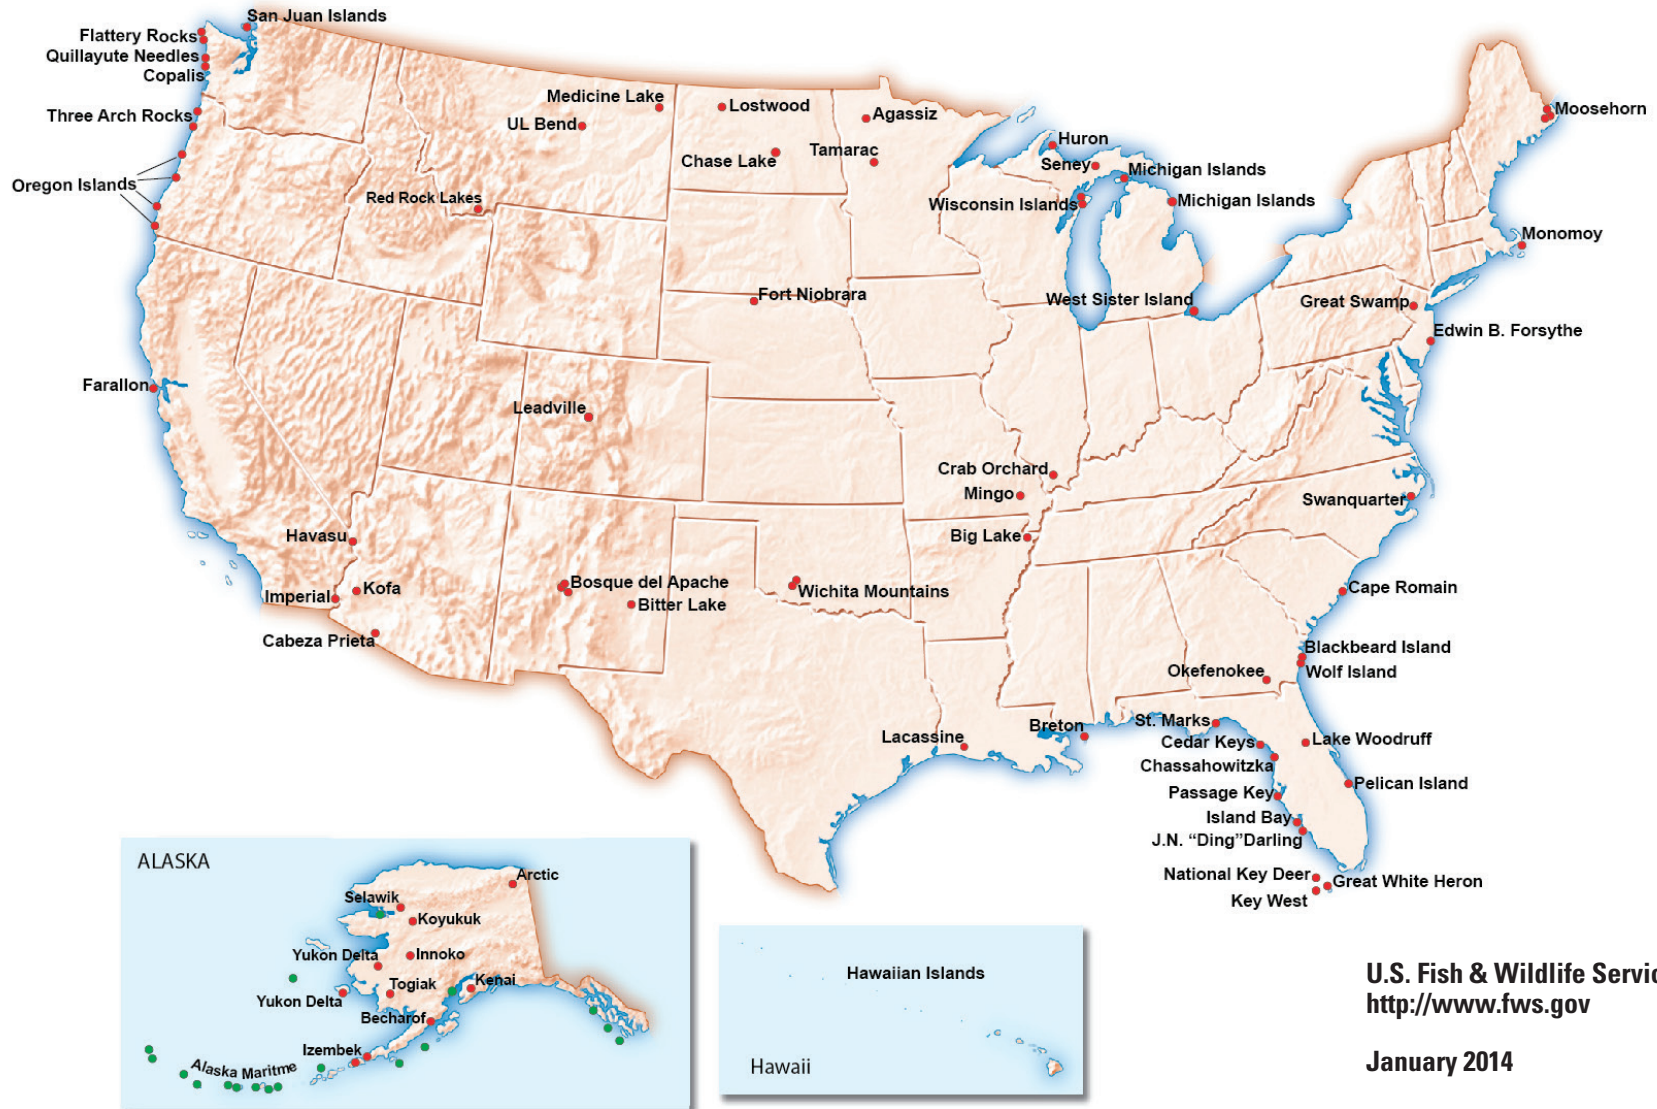 San Juan Islands
Flattery Rocks
Quillayute Needles
Copalis
Three Arch Rocks
Oregon Islands
Medicine Lake
UL Bend
Lostwood
Chase Lake
Agassiz
Tamarac
Red Rock Lakes
Huron
Seney
Michigan Islands
Wisconsin Islands
Michigan Islands
Moosehorn
Monomoy
Fort Niobrara
West Sister Island
Great Swamp
Edwin B. Forsythe
Farallon
Leadville
Crab Orchard
Mingo
Big Lake
Swanquarter
Havasu
Imperial
Kofa
Cabeza Prieta
Bosque del Apache
Bitter Lake
Wichita Mountains
Cape Romain
Blackbeard Island
Wolf Island
Okefenokee
Lacassine
Breton
St. Marks
Cedar Keys
Chassahowitzka
Lake Woodruff
Passage Key
Pelican Island
Island Bay
J.N. “Ding”Darling
National Key Deer
Great White Heron
Key West
ALASKA
Arctic
Selawik
Koyukuk
Yukon Delta
Innoko
Yukon Delta
Togiak
Kenai
Becharof
Izembek
Alaska Maritme
Hawaiian Islands
Hawaii
U.S. Fish & Wildlife Servic
http://www.fws.gov
January 2014